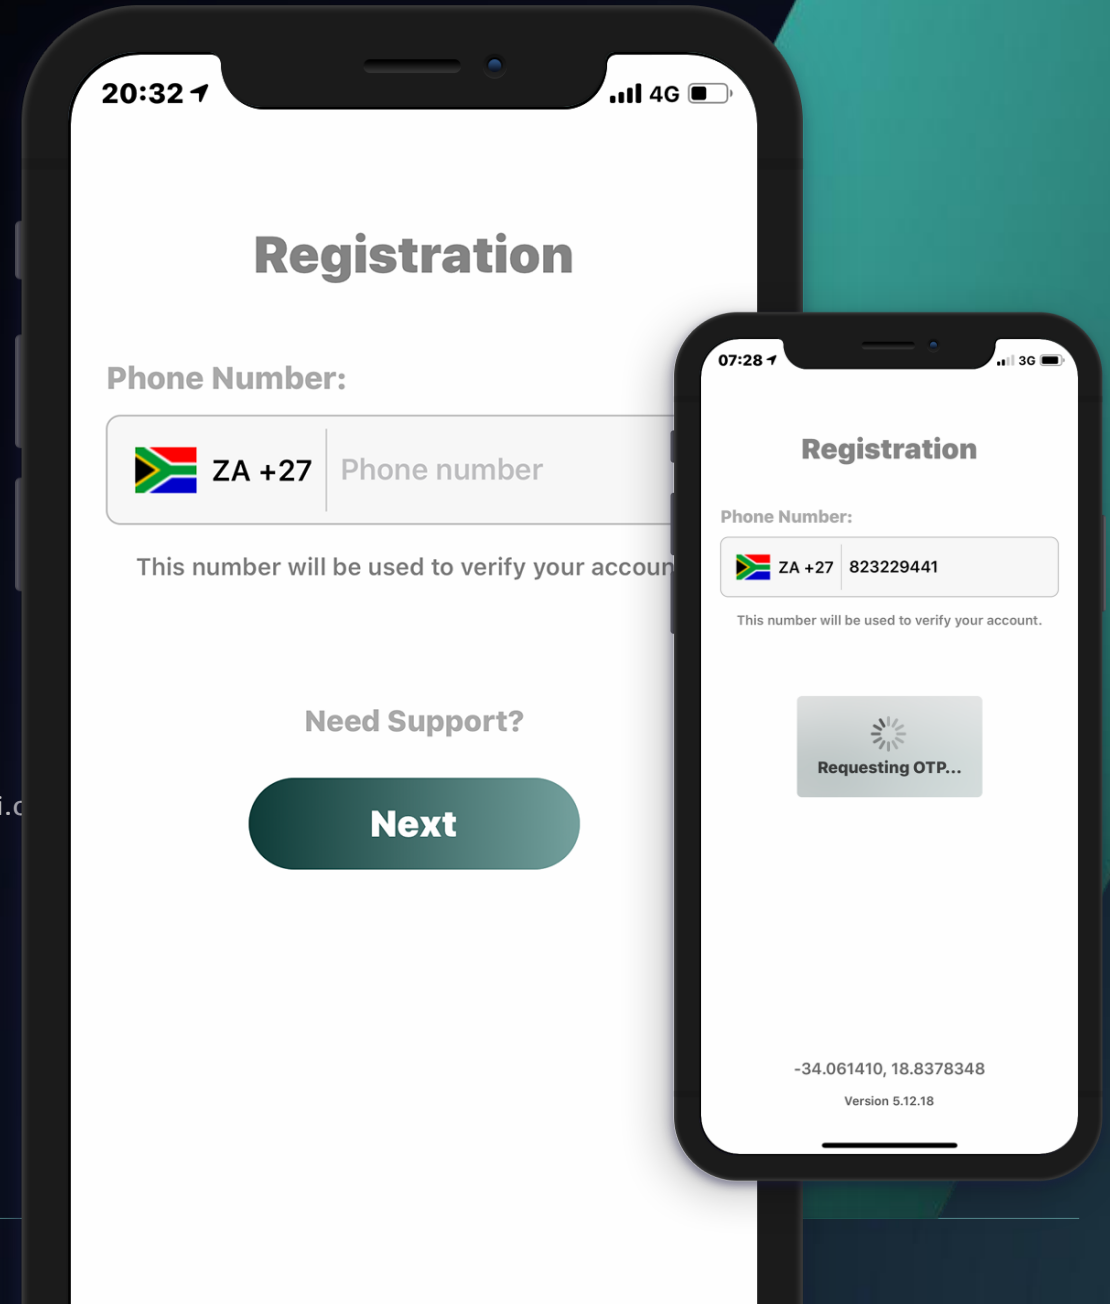 20:32
4G
Registration
Phone Number:
ZA +27
Phone number
This number will be used to verify your accoun
Need Support?
Next
i.c
07:28
3G
Registration
Phone Number:
ZA +27
823229441
This number will be used to verify your account.
Requesting OTP...
-34.061410, 18.8378348
Version 5.12.18